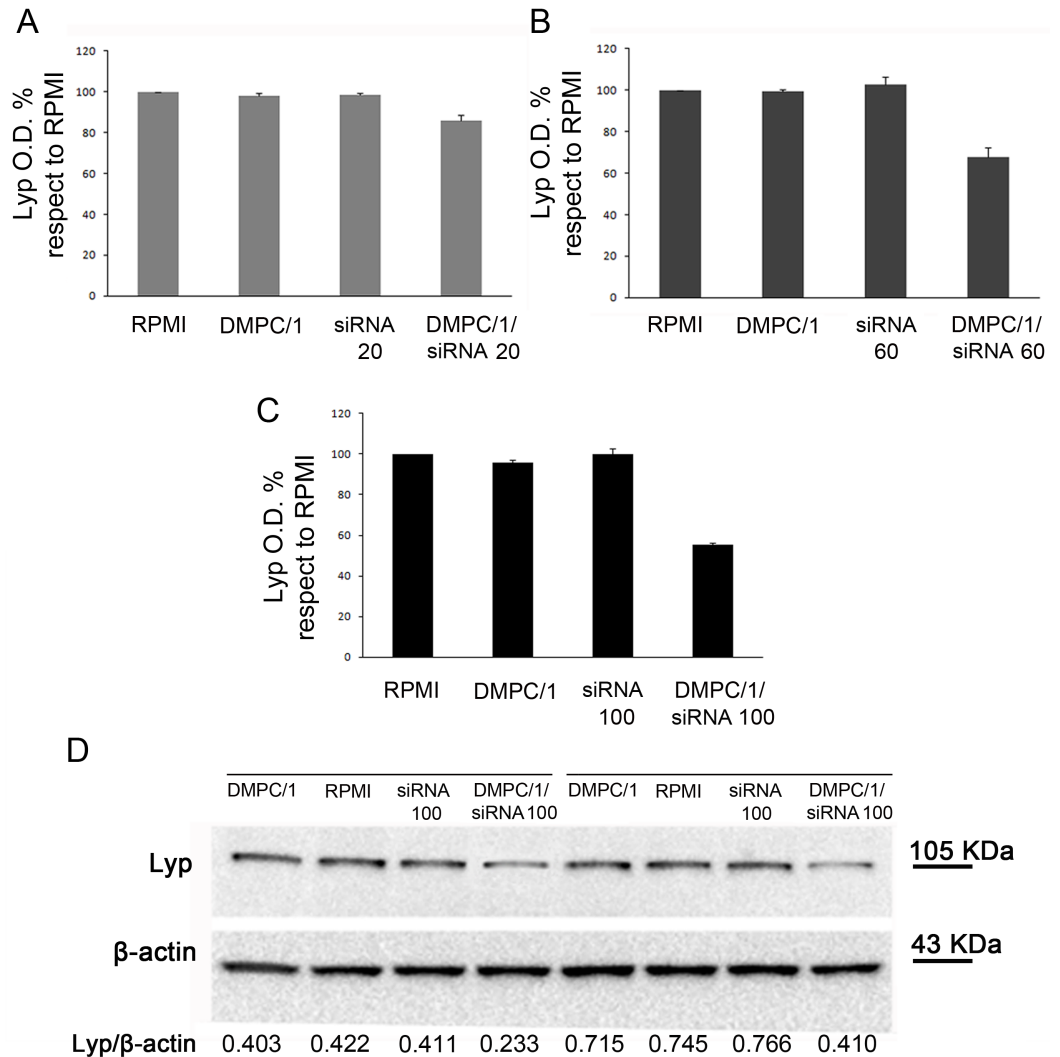 A
Lyp O.D. %
respect to RPMI
120
100
80
60
40
20
0
RPMI
DMPC/1
siRNA
20
DMPC/1/
siRNA 20
B
Lyp O.D. %
respect to RPMI
120
100
80
60
40
20
0
RPMI
DMPC/1
siRNA
60
DMPC/1/
siRNA 60
C
Lyp O.D. %
respect to RPMI
120
100
80
60
40
20
0
RPMI
DMPC/1
siRNA
100
DMPC/1/
siRNA 100
D
DMPC/1
RPMI
siRNA
100
DMPC/1/
siRNA 100
DMPC/1
RPMI
siRNA
100
DMPC/1/
siRNA 100
Lyp
105 KDa
β-actin
43 KDa
Lyp/β-actin 0.403 0.422 0.411 0.233 0.715 0.745 0.766 0.410